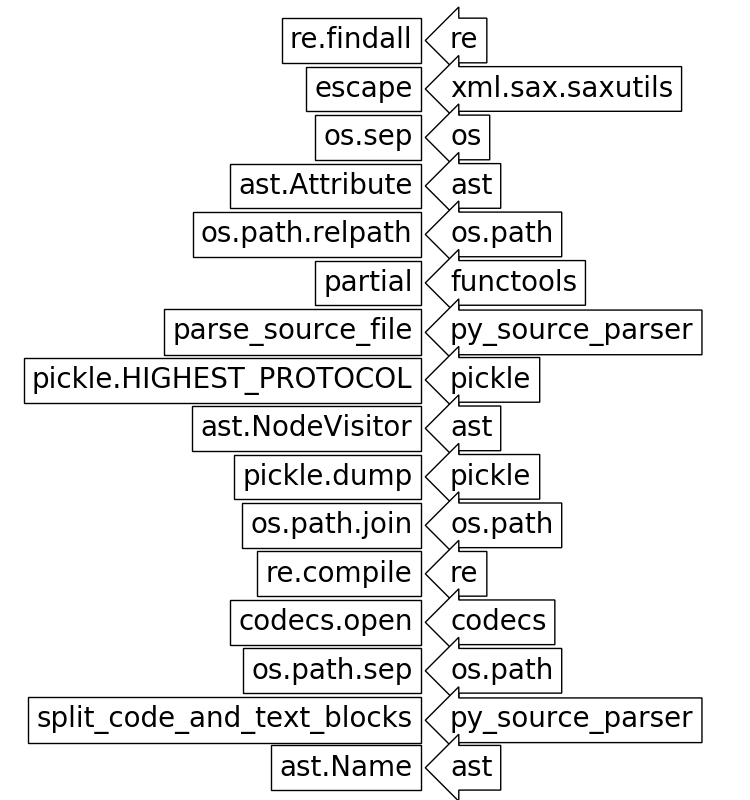 re.findall re
escape xml.sax.saxutils
os.sep os
ast.Attribute ast
os.path.relpath os.path
partial functools
parse_source_file py_source_parser
pickle.HIGHEST_PROTOCOL pickle
ast.NodeVisitor ast
pickle.dump pickle
os.path.join os.path
re.compile re
codecs.open codecs
os.path.sep os.path
split_code_and_text_blocks py_source_parser
ast.Name ast